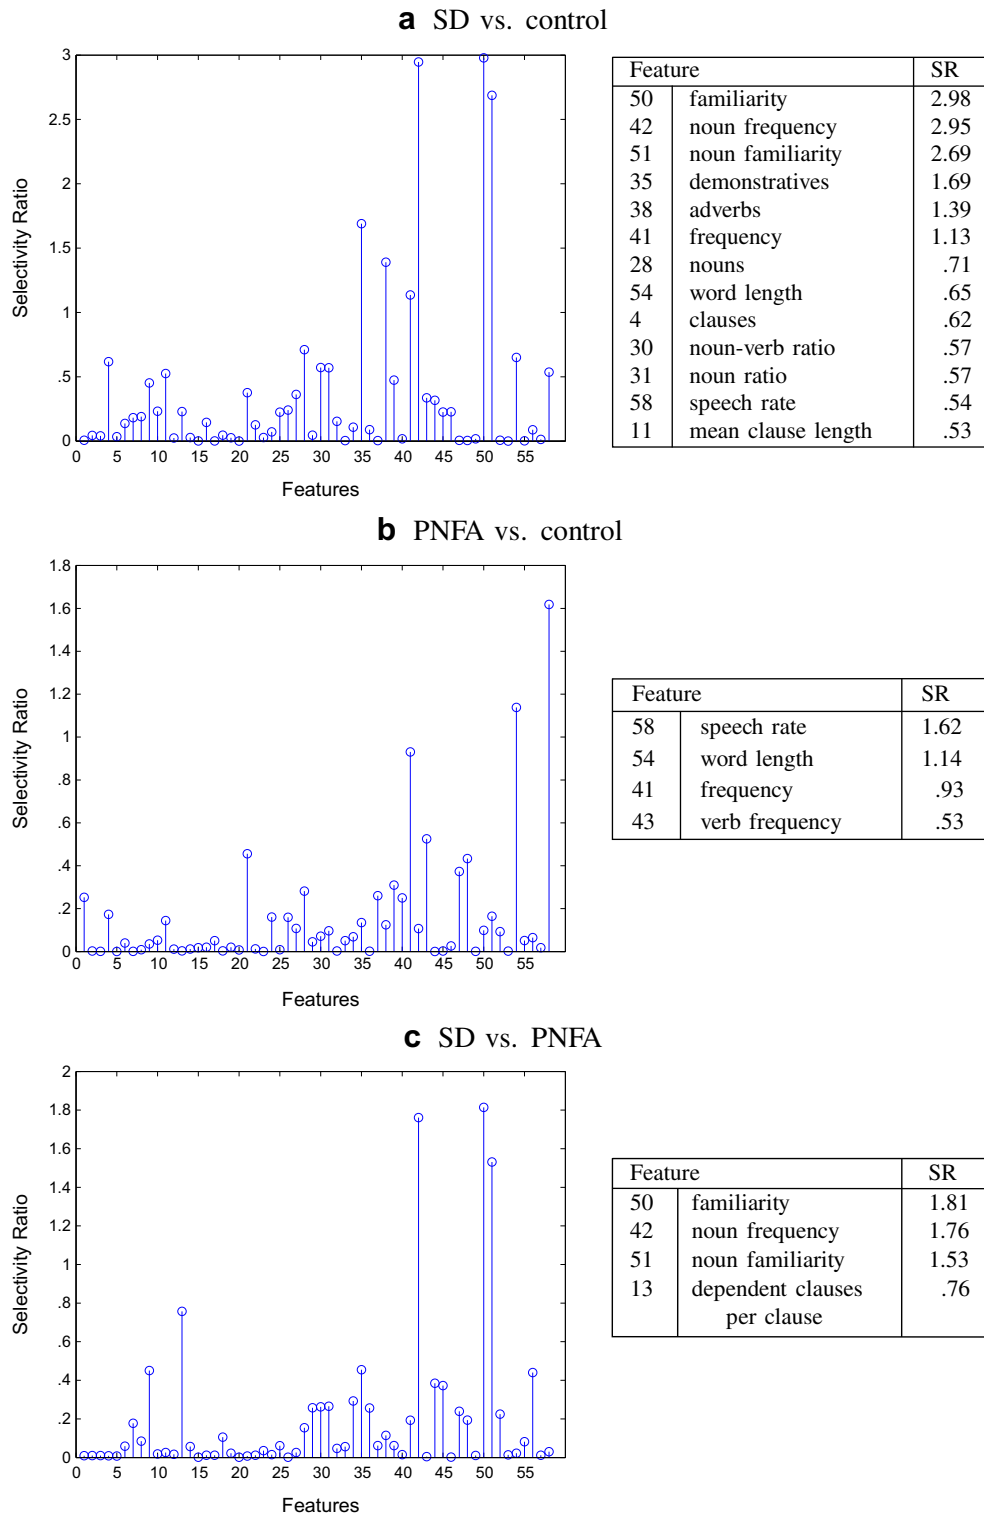 a SD vs. control
3
2.5
2
1.5
1
.5
0
0 5 10 15 20 25 30 35 40 45 50 55
Selectivity Ratio
Features
Feature SR
50 familiarity 2.98
42 noun frequency 2.95
51 noun familiarity 2.69
35 demonstratives 1.69
38 adverbs 1.39
41 frequency 1.13
28 nouns .71
54 word length .65
4 clauses .62
30 noun-verb ratio .57
31 noun ratio .57
58 speech rate .54
11 mean clause length .53
b PNFA vs. control
1.8
1.6
1.4
1.2
1
.8
.6
.4
.2
0
0 5 10 15 20 25 30 35 40 45 50 55
Selectivity Ratio
Features
Feature SR
58 speech rate 1.62
54 word length 1.14
41 frequency .93
43 verb frequency .53
c SD vs. PNFA
2
1.8
1.6
1.4
1.2
1
.8
.6
.4
.2
0
0 5 10 15 20 25 30 35 40 45 50 55
Selectivity Ratio
Features
Feature SR
50 familiarity 1.81
42 noun frequency 1.76
51 noun familiarity 1.53
13 dependent clauses .76
per clause